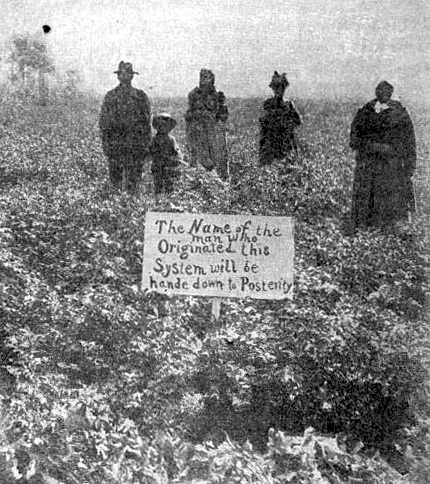 The Name of the
man who
Originated this
System will be
hande down to Posterity